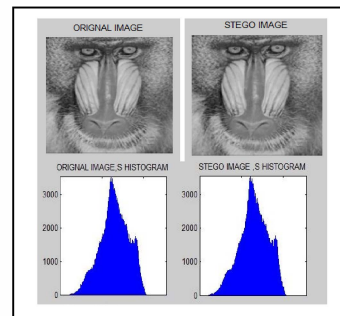 ORIGNAL IMAGE
STEGO IMAGE
ORIGNAL IMAGE,S HISTOGRAM
STEGO IMAGE ,S HISTOGRAM
3000
2000
1000
0
3000
2000
1000
0